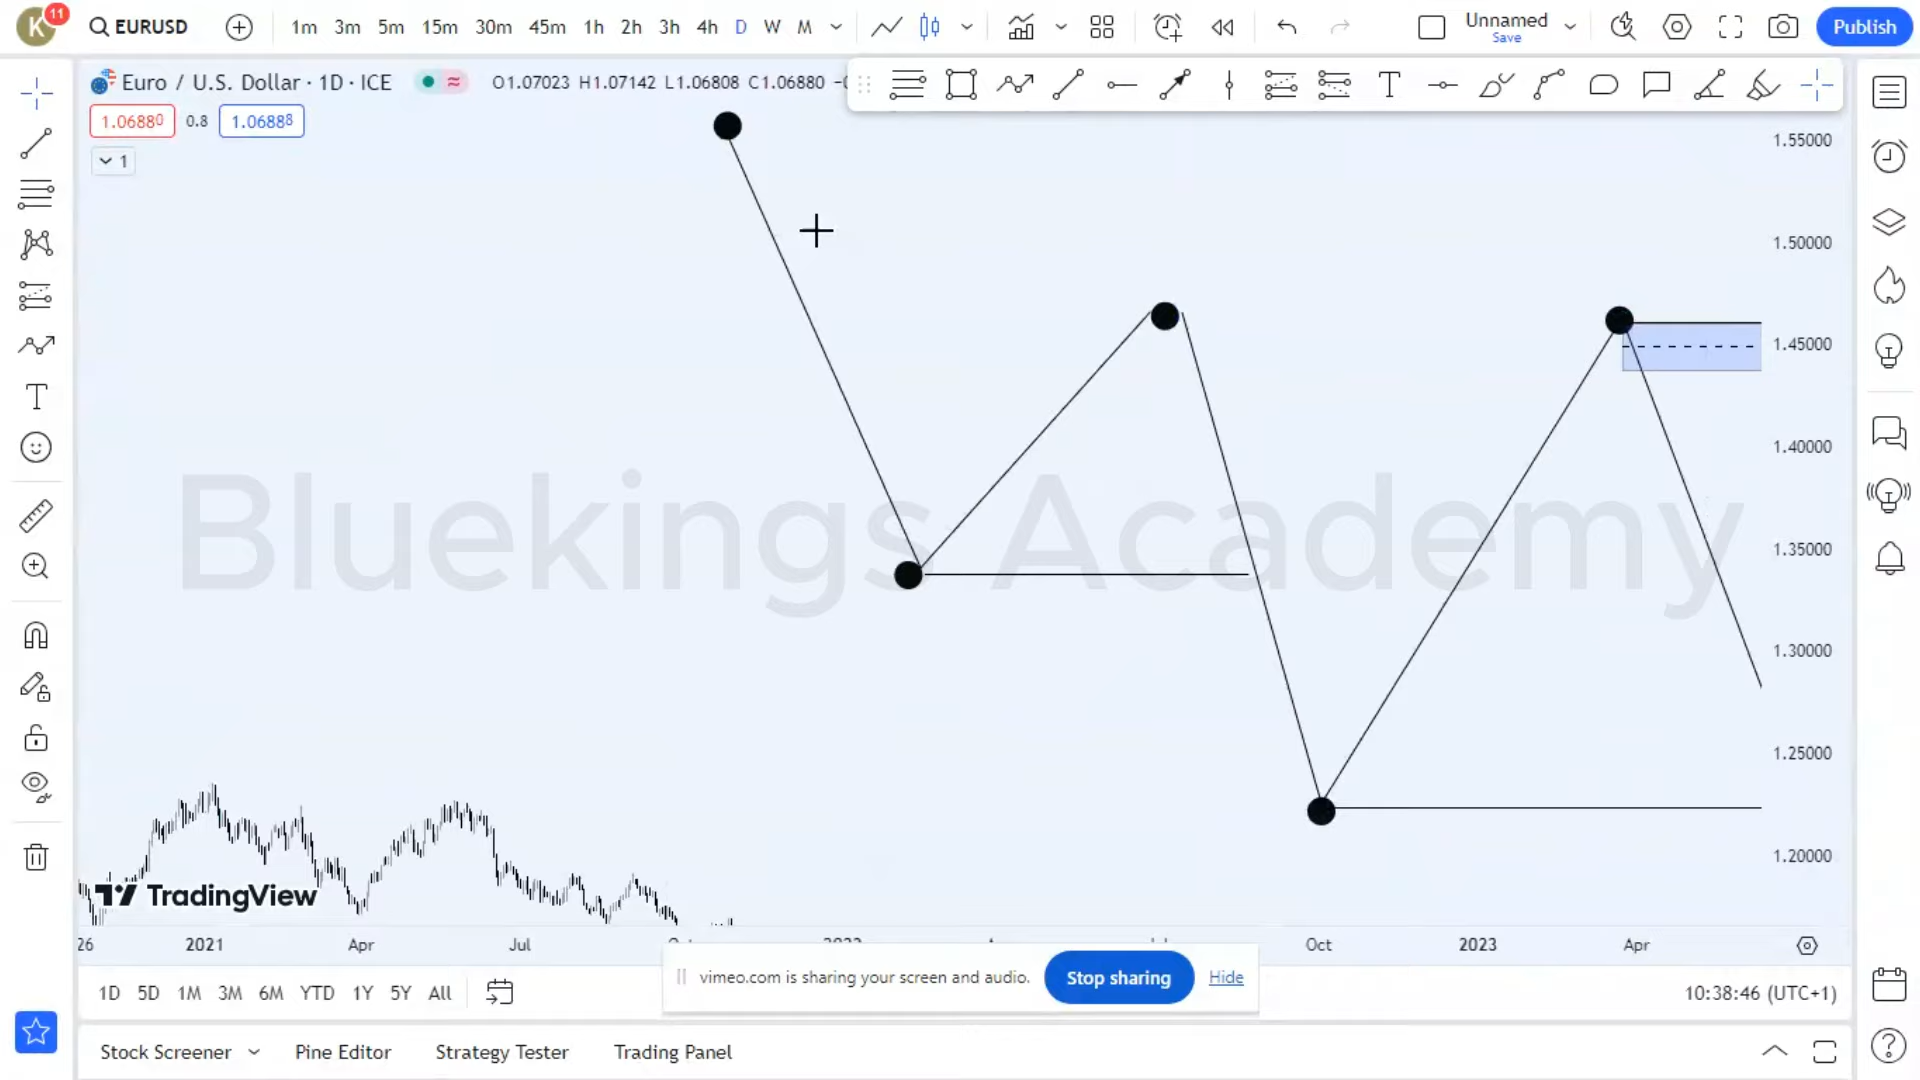 K
11
EURUSD
1m 3m 5m 15m 30m 45m 1h 2h 3h 4h D W M
Unnamed
Save
Publish
Euro / U.S. Dollar · 1D · ICE
O1.07023 H1.07142 L1.06808 C1.06880
1.06880 0.8 1.06888
1
T
T
1.55000
1.50000
1.45000
1.40000
1.35000
1.30000
1.25000
1.20000
Bluekings Academy
TradingView
26 2021 Apr Jul Oct 2023 Apr
vimeo.com is sharing your screen and audio.
Stop sharing
Hide
1D 5D 1M 3M 6M YTD 1Y 5Y All
10:38:46 (UTC+1)
Stock Screener
Pine Editor
Strategy Tester
Trading Panel